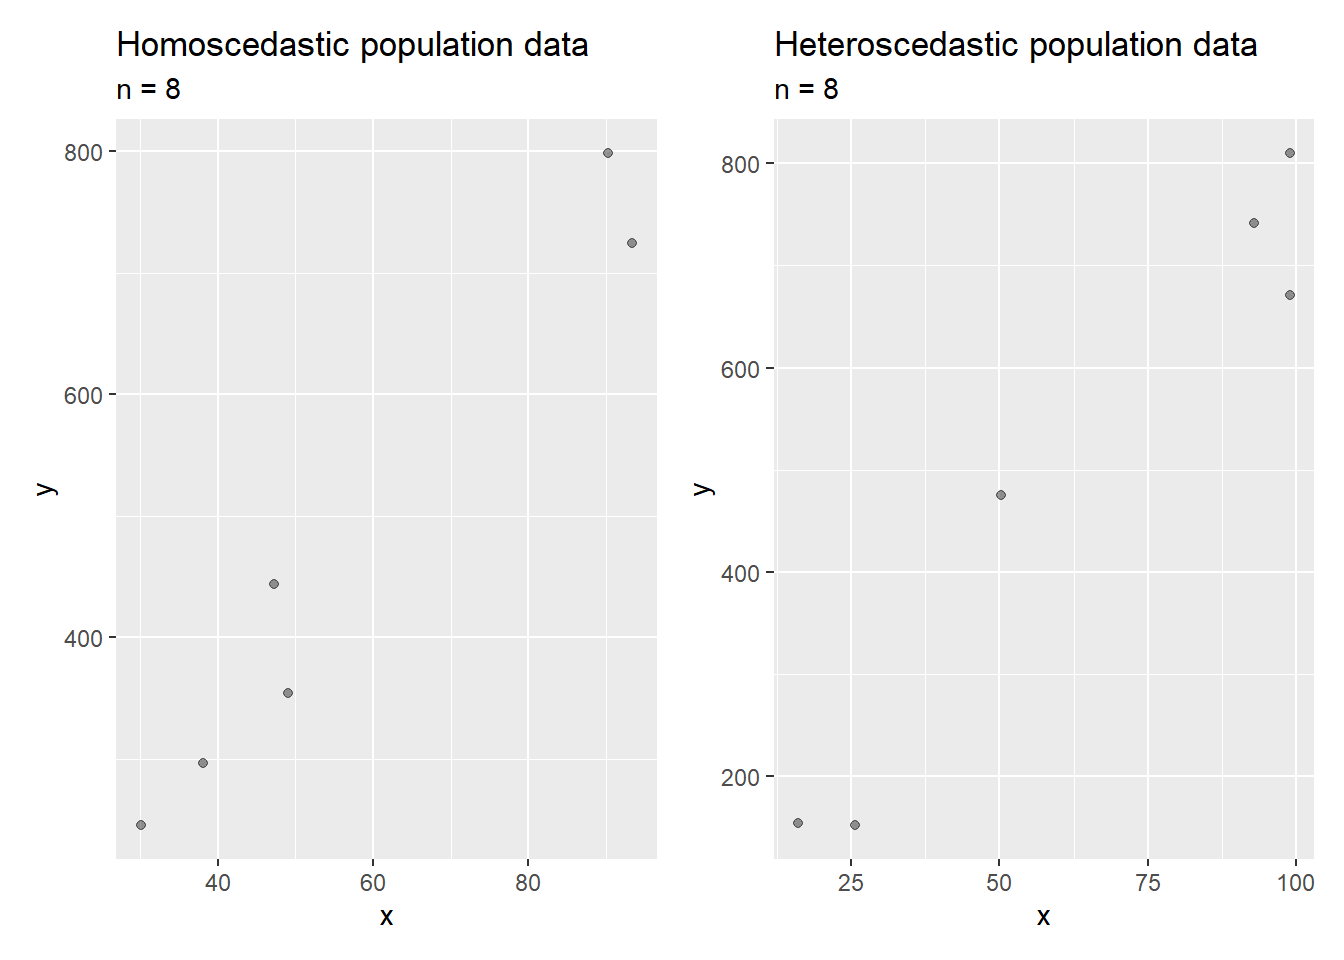 Homoscedastic population data
n = 8
800
600
400
y
40
60
80
x
Heteroscedastic population data
n = 8
800
600
400
200
y
25
50
75
100
x